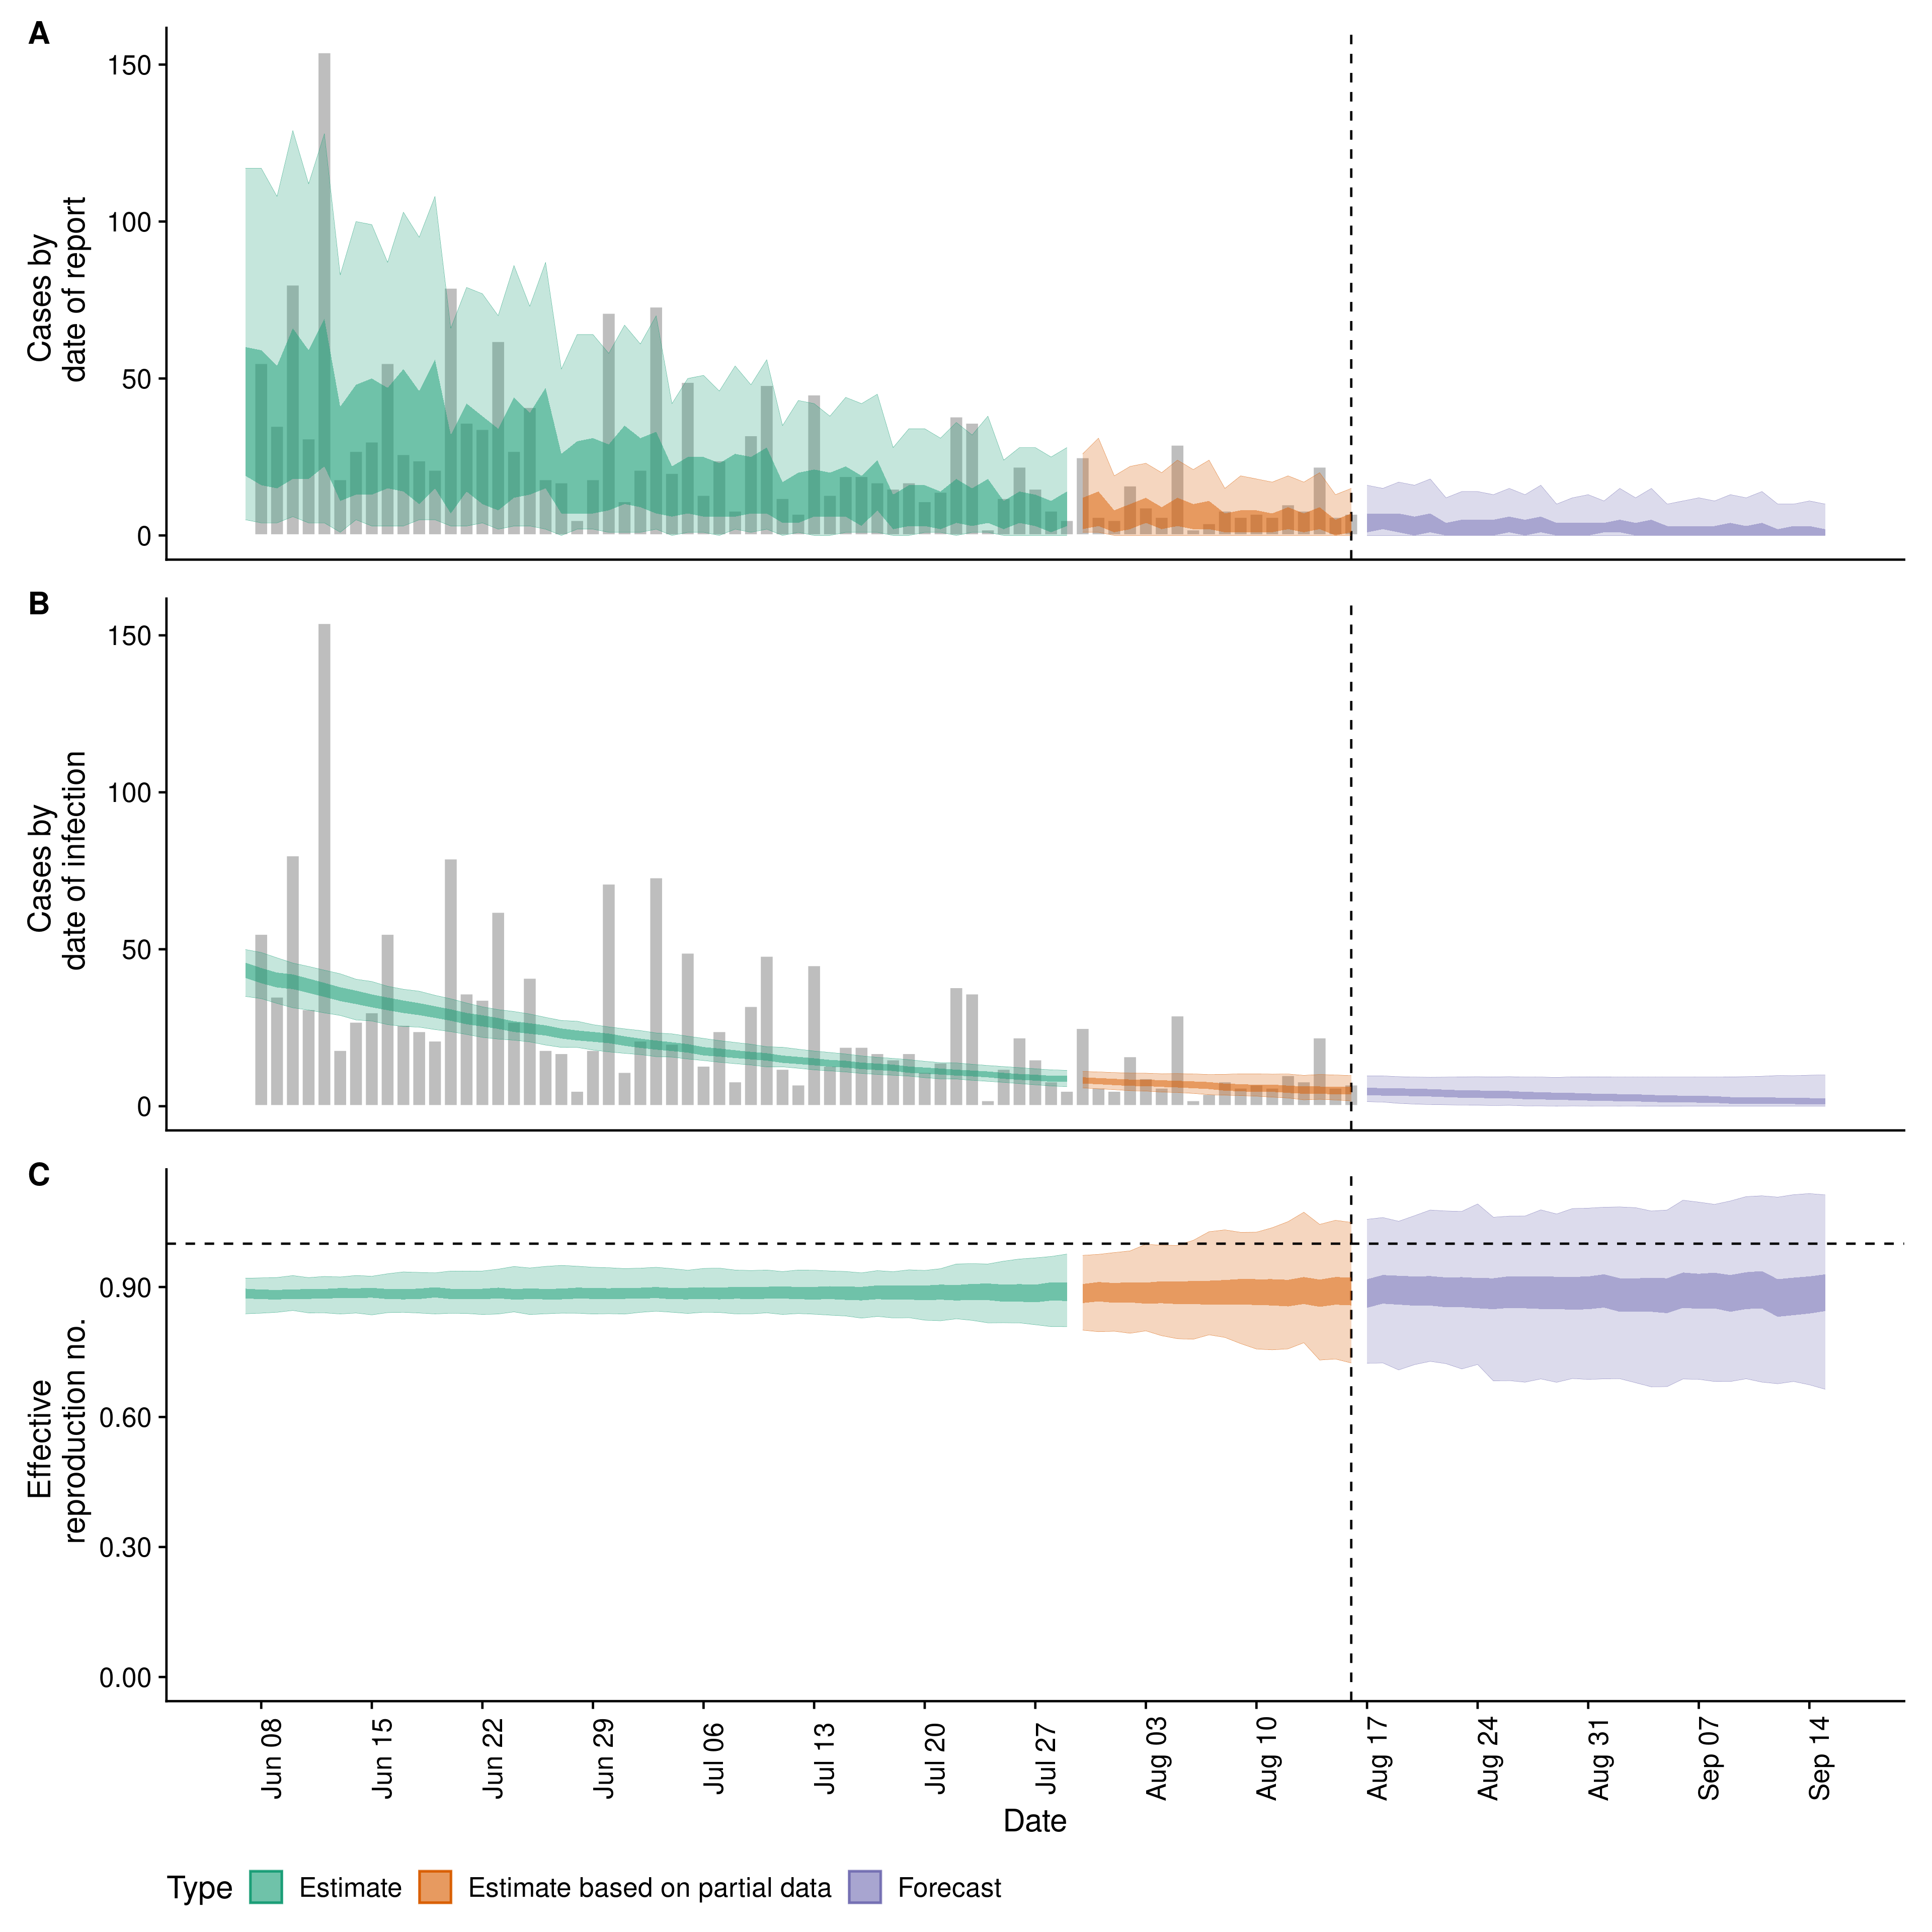 A
150
100
50
0
Cases by
date of report
B
150
100
50
0
Cases by
date of infection
C
0.90
0.60
0.30
0.00
Effective
reproduction no.
Jun 08
Jun 15
Jun 22
Jun 29
Jul 06
Jul 13
Jul 20
Jul 27
Aug 03
Aug 10
Aug 17
Aug 24
Aug 31
Sep 07
Sep 14
Date
Type Estimate Estimate based on partial data Forecast